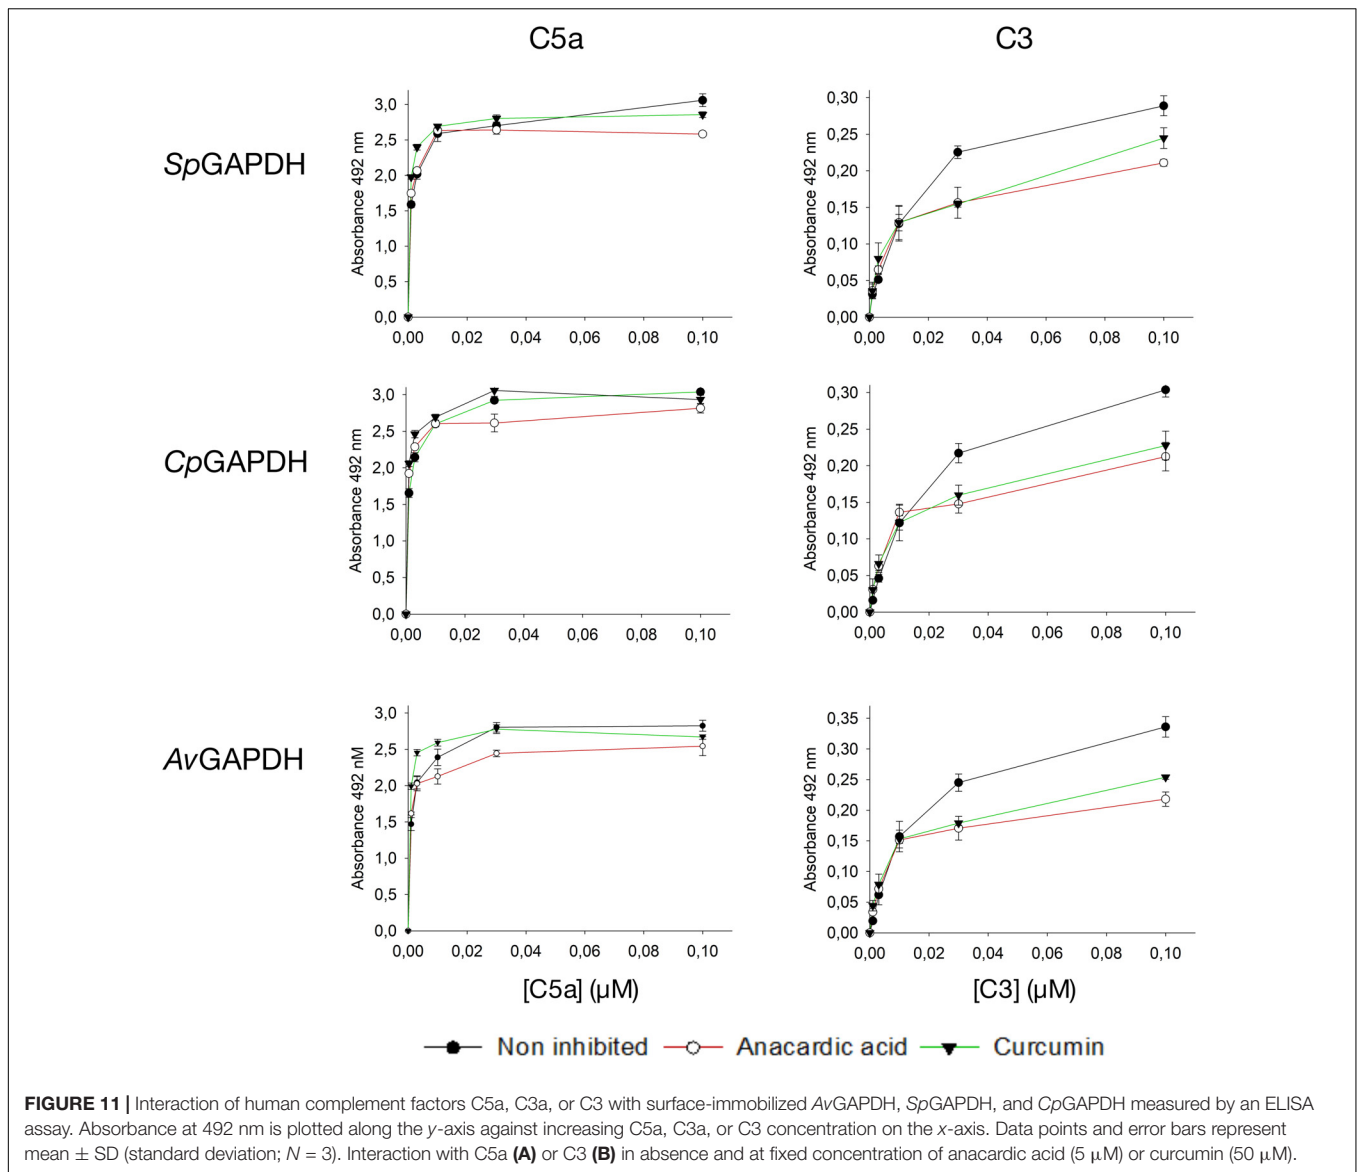 C5a
C3
SpGAPDH
Absorbance 492 nm
3,0
2,5
2,0
1,5
1,0
0,5
0,0
0,00 0,02 0,04 0,06 0,08 0,10
Absorbance 492 nm
0,30
0,25
0,20
0,15
0,10
0,05
0,00
0,00 0,02 0,04 0,06 0,08 0,10
CpGAPDH
Absorbance 492 nm
3,0
2,5
2,0
1,5
1,0
0,5
0,0
0,00 0,02 0,04 0,06 0,08 0,10
Absorbance 492 nm
0,30
0,25
0,20
0,15
0,10
0,05
0,00
0,00 0,02 0,04 0,06 0,08 0,10
AvGAPDH
Absorbance 492 nM
3,0
2,5
2,0
1,5
1,0
0,5
0,0
0,00 0,02 0,04 0,06 0,08 0,10
[C5a] (µM)
Absorbance 492 nm
0,35
0,30
0,25
0,20
0,15
0,10
0,05
0,00
0,00 0,02 0,04 0,06 0,08 0,10
[C3] (µM)
Non inhibited Anacardic acid Curcumin
FIGURE 11 | Interaction of human complement factors C5a, C3a, or C3 with surface-immobilized AvGAPDH, SpGAPDH, and CpGAPDH measured by an ELISA
assay. Absorbance at 492 nm is plotted along the y-axis against increasing C5a, C3a, or C3 concentration on the x-axis. Data points and error bars represent
mean ± SD (standard deviation; N = 3). Interaction with C5a (A) or C3 (B) in absence and at fixed concentration of anacardic acid (5 µM) or curcumin (50 µM).